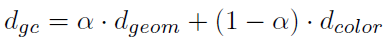 d_{gc} = α · d_{geom} + (1 − α) · d_{color}